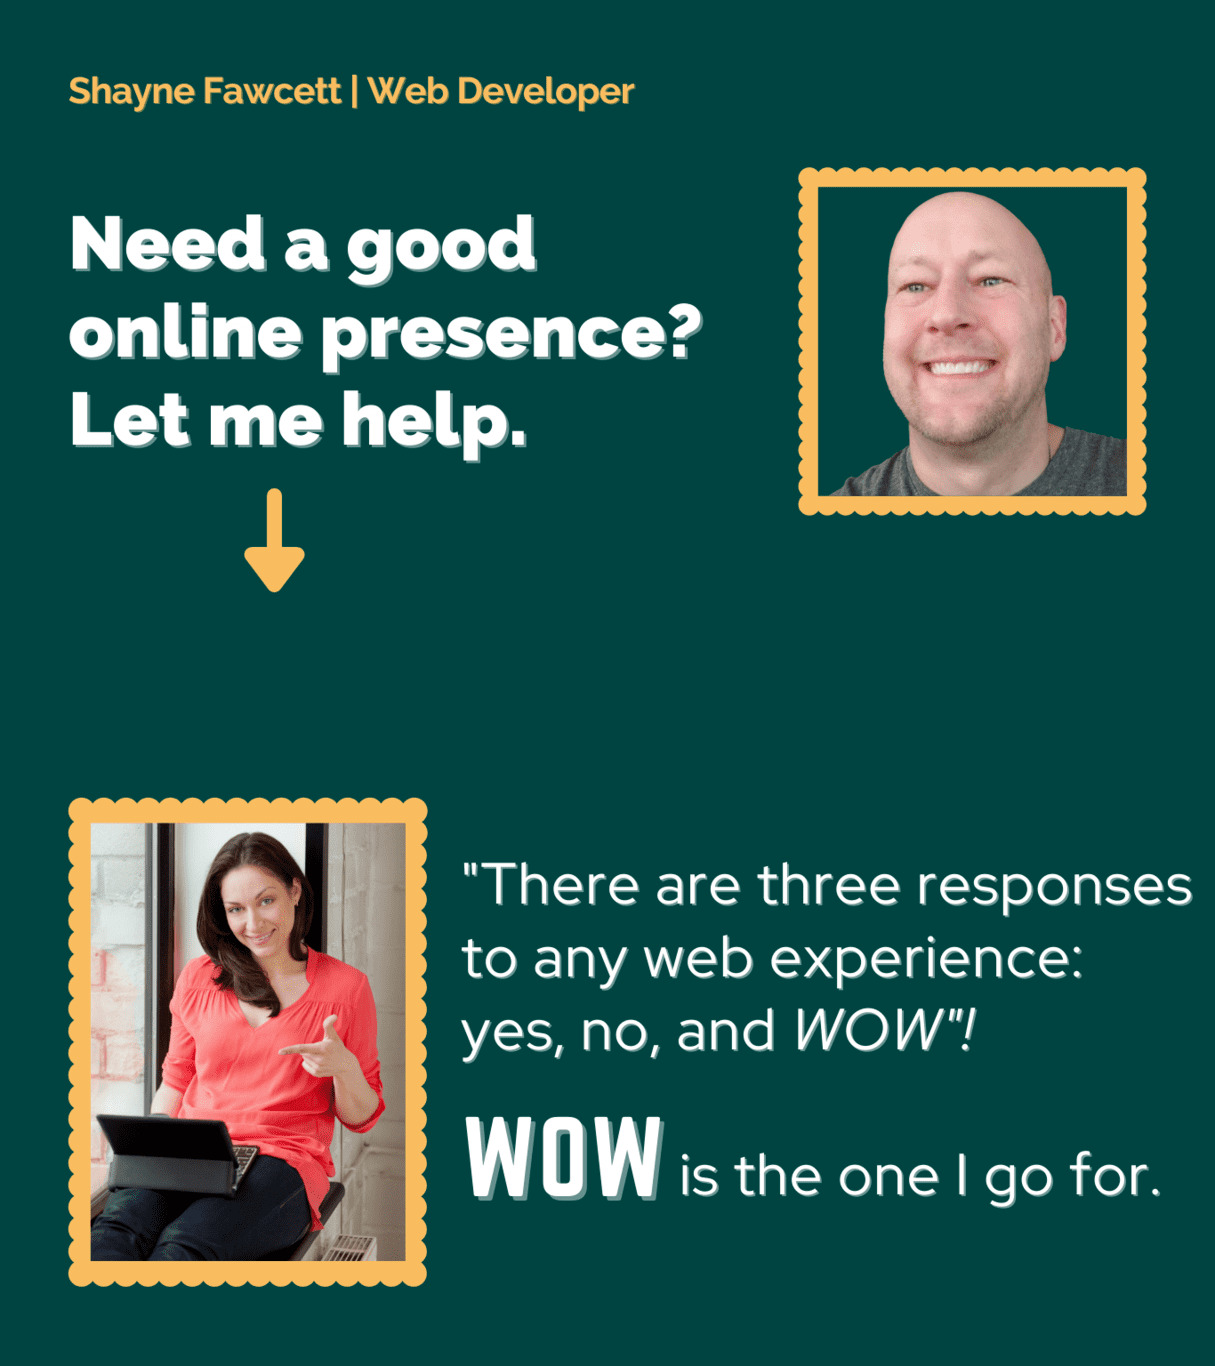 Shayne Fawcett | Web Developer
Need a good
online presence?
Let me help.
"There are three responses
to any web experience:
yes, no, and WOW"!
WOW is the one I go for.